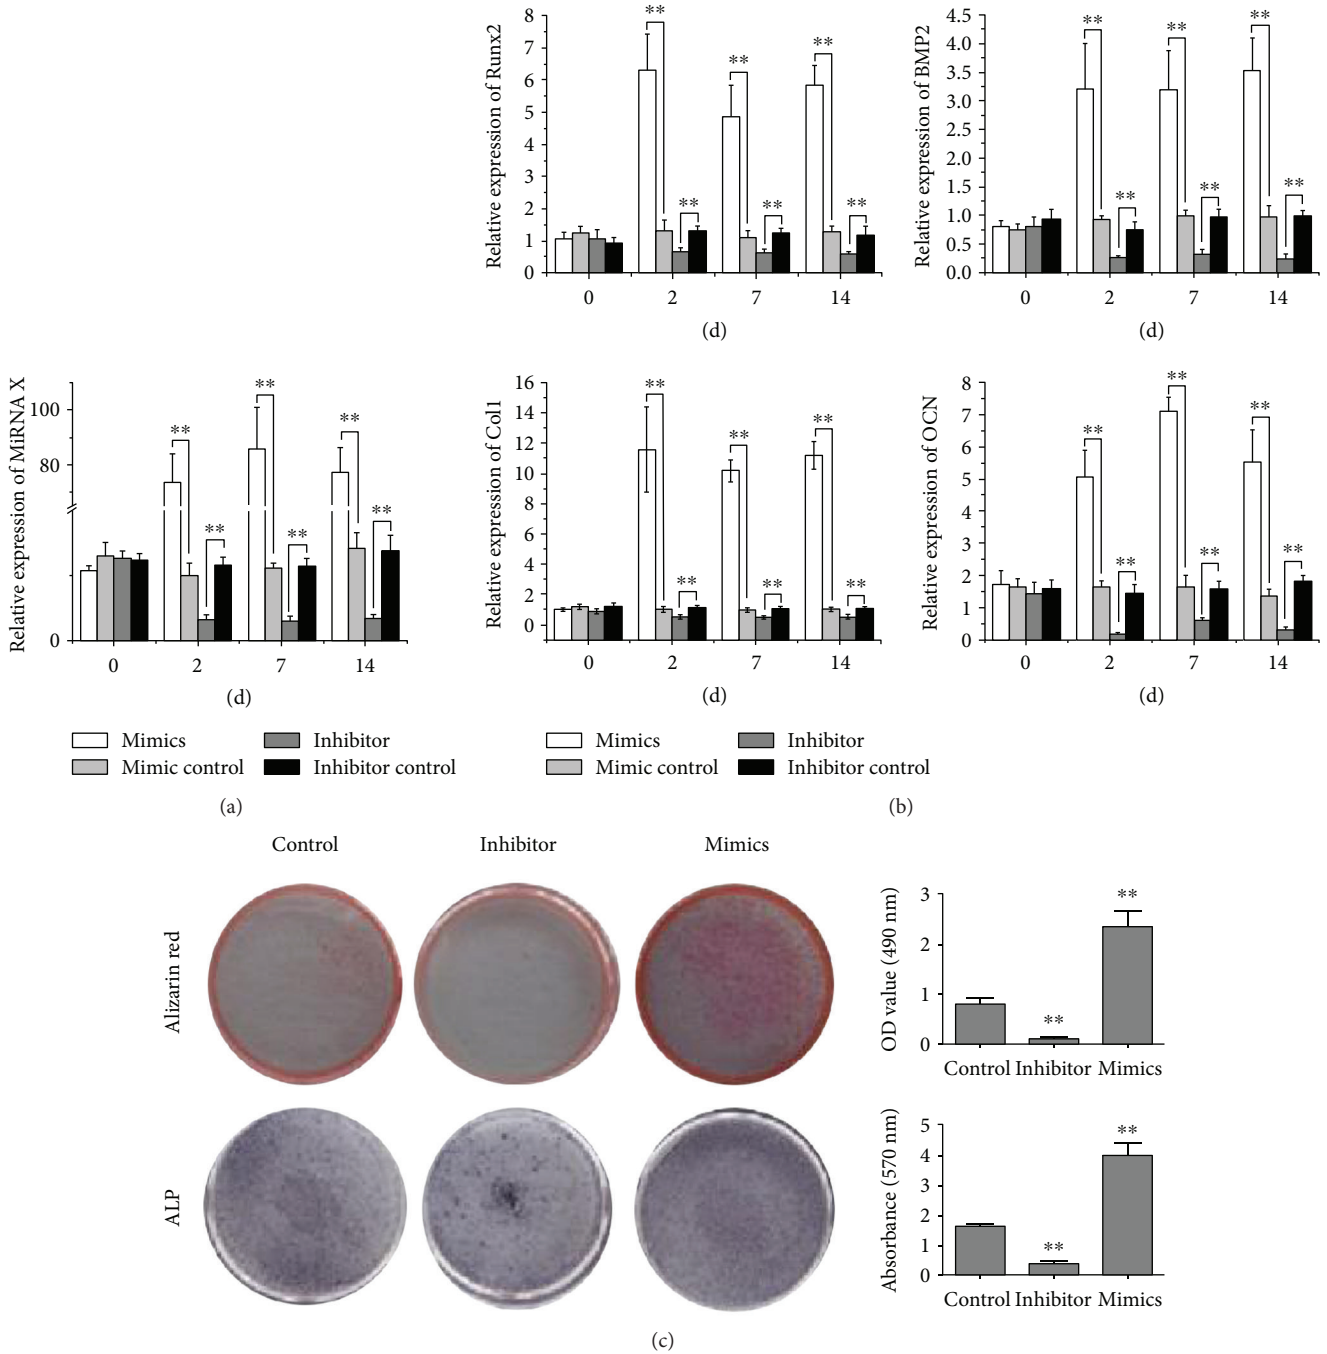 Relative expression of Runx2
8
7
6
5
4
3
2
1
0
** ** **
** ** **
0 2 7 14
(d)
Relative expression of BMP2
4.5
4.0
3.5
3.0
2.5
2.0
1.5
1.0
0.5
0.0
** ** **
** ** **
0 2 7 14
(d)
Relative expression of MiRNA X
100
80
0
** ** **
** ** **
0 2 7 14
(d)
Relative expression of Col1
16
14
12
10
8
6
4
2
0
** ** **
** ** **
0 2 7 14
(d)
Relative expression of OCN
8
7
6
5
4
3
2
1
0
** ** **
** ** **
0 2 7 14
(d)
Mimics Inhibitor
Mimic control Inhibitor control
(a)
Mimics Inhibitor
Mimic control Inhibitor control
(b)
Control Inhibitor Mimics
Alizarin red
ALP
OD value (490 nm)
3
2
1
0
** **
Control Inhibitor Mimics
Absorbance (570 nm)
5
4
3
2
1
0
** **
Control Inhibitor Mimics
(c)